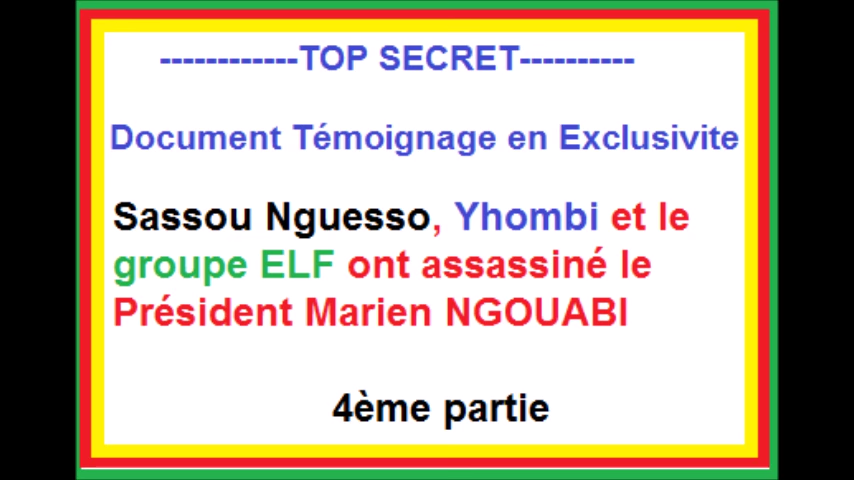 ------------TOP SECRET----------
Document Témoignage en Exclusivite
Sassou Nguesso, Yhombi et le
groupe ELF ont assassiné le
Président Marien NGOUABI
4ème partie